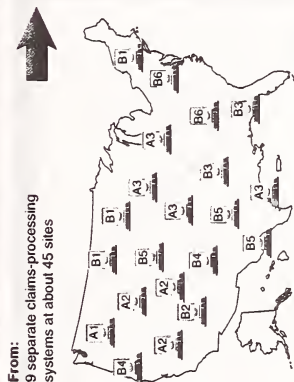 From:
9 separate claims-processing
systems at about 45 sites
B1
B6
A1
B1
B1
A3
A3
B4
A2
B5
A2
A2
A3
B6
B2
B4
B5
B3
B3
B5
A3